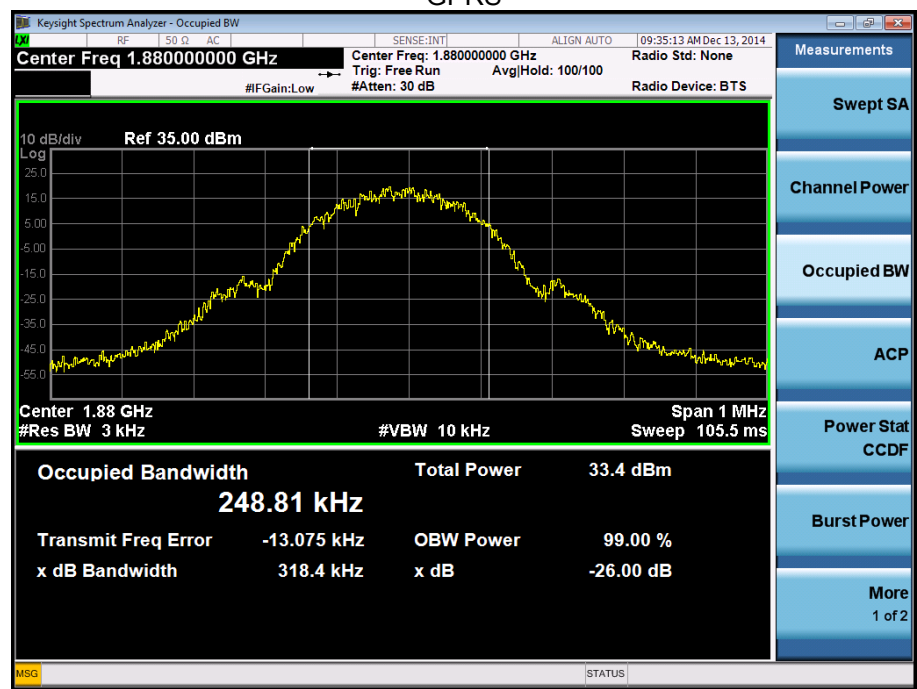 GPRS
Keysight Spectrum Analyzer - Occupied BW
LXI RF 50 Ω AC SENSE:INT ALIGN AUTO 09:35:13 AM Dec 13, 2014
Center Freq 1.880000000 GHz
Center Freq: 1.880000000 GHz
Radio Std: None
Trig: Free Run Avg|Hold: 100/100
#IFGain:Low #Atten: 30 dB Radio Device: BTS
10 dB/div Ref 35.00 dBm
Log
25.0
15.0
5.00
-5.00
-15.0
-25.0
-35.0
-45.0
-55.0
Center 1.88 GHz Span 1 MHz
#Res BW 3 kHz #VBW 10 kHz Sweep 105.5 ms
Occupied Bandwidth Total Power 33.4 dBm
248.81 kHz
Transmit Freq Error -13.075 kHz OBW Power 99.00 %
x dB Bandwidth 318.4 kHz x dB -26.00 dB
MSG STATUS
Measurements
Swept SA
Channel Power
Occupied BW
ACP
Power Stat
CCDF
Burst Power
More
1 of 2